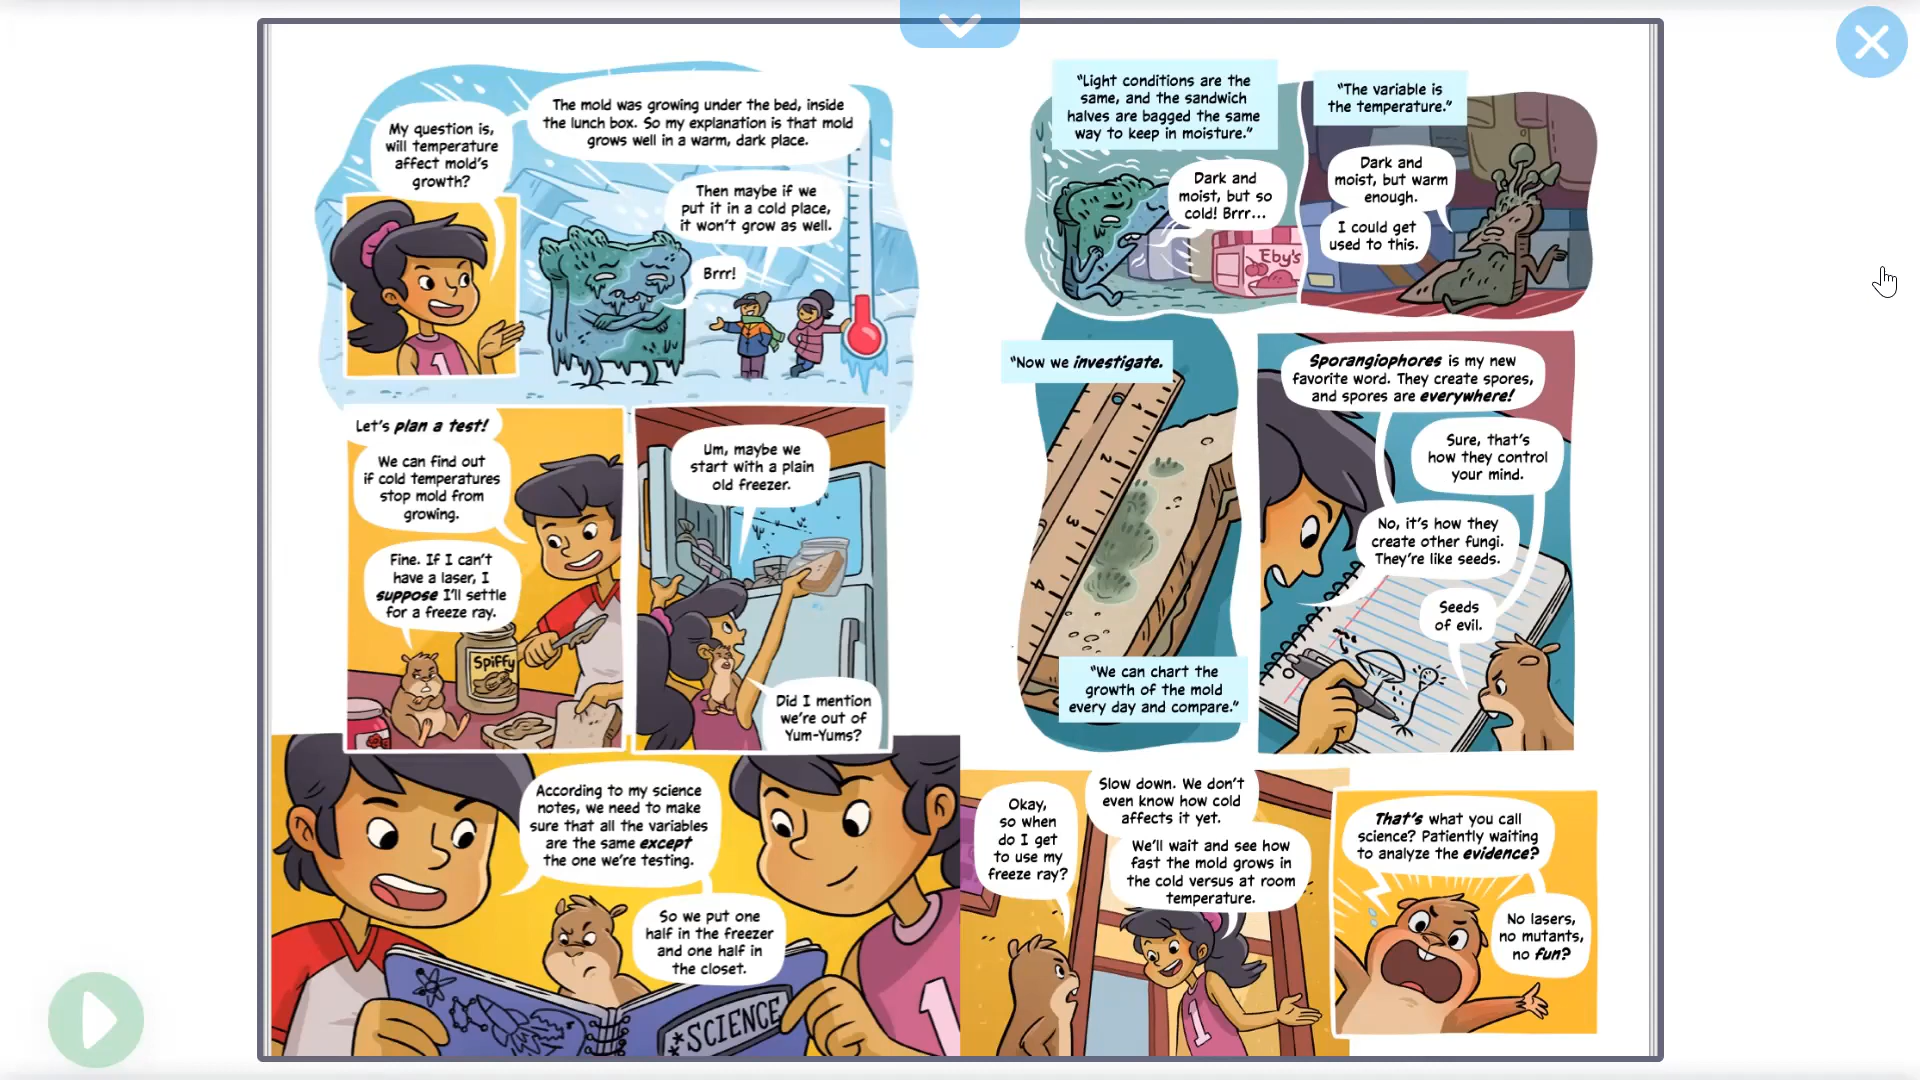 My question is,
will temperature
affect mold's
growth?
The mold was growing under the bed, inside
the lunch box. So my explanation is that mold
grows well in a warm, dark place.
Then maybe if we
put it in a cold place,
it won't grow as well.
Brrr!
Let's plan a test!
We can find out
if cold temperatures
stop mold from
growing.
Fine. If I can't
have a laser, I
suppose I'll settle
for a freeze ray.
Spiffy
Um, maybe we
start with a plain
old freezer.
Did I mention
we're out of
Yum-Yums?
According to my science
notes, we need to make
sure that all the variables
are the same except
the one we're testing.
So we put one
half in the freezer
and one half in
the closet.
*SCIENCE*
1
1
"Light conditions are the
same, and the sandwich
halves are bagged the same
way to keep in moisture."
Dark and
moist, but so
cold! Brrr...
Eby's
"The variable is
the temperature."
Dark and
moist, but warm
enough.
I could get
used to this.
"Now we investigate.
1
2
3
4
"We can chart the
growth of the mold
every day and compare."
Sporangiophores is my new
favorite word. They create spores,
and spores are everywhere!
Sure, that's
how they control
your mind.
No, it's how they
create other fungi.
They're like seeds.
Seeds
of evil.
Okay,
so when
do I get
to use my
freeze ray?
Slow down. We don't
even know how cold
affects it yet.
We'll wait and see how
fast the mold grows in
the cold versus at room
temperature.
1
That's what you call
science? Patiently waiting
to analyze the evidence?
No lasers,
no mutants,
no fun?